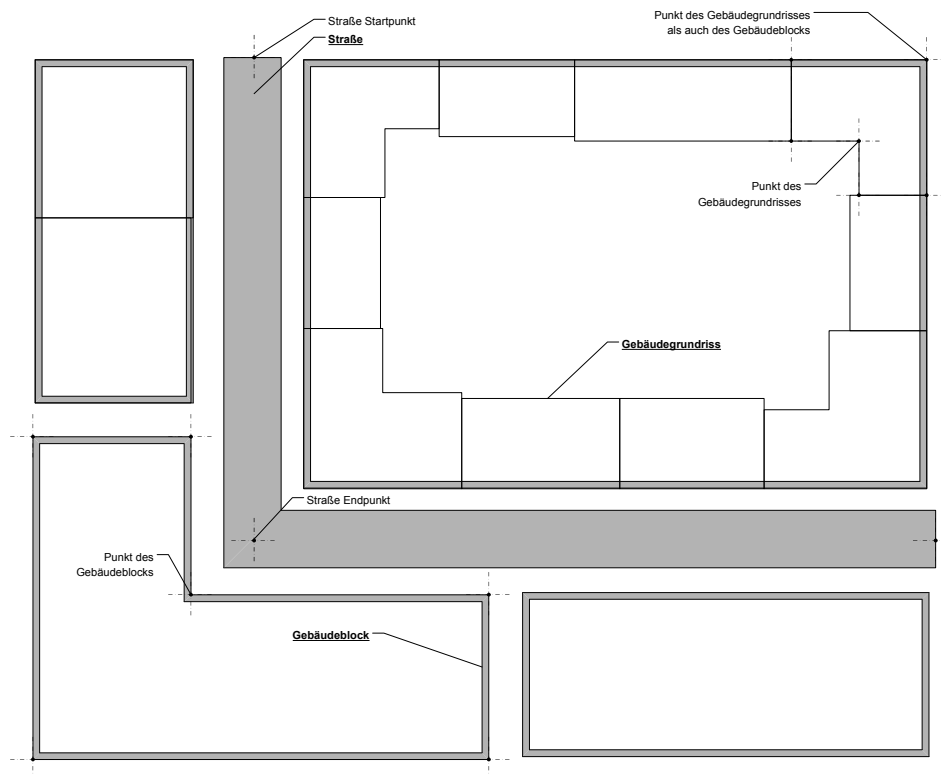 Straße Startpunkt
Straße
Punkt des Gebäudegrundrisses
als auch des Gebäudeblocks
Punkt des
Gebäudegrundrisses
Gebäudegrundriss
Straße Endpunkt
Punkt des
Gebäudeblocks
Gebäudeblock